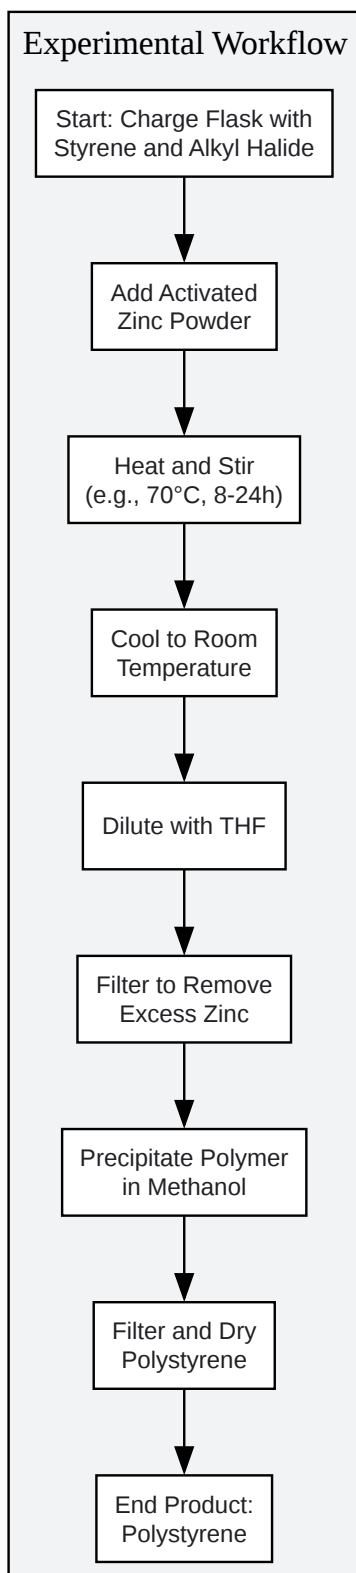 Experimental Workflow
Start: Charge Flask with
Styrene and Alkyl Halide
Add Activated
Zinc Powder
Heat and Stir
(e.g., 70°C, 8-24h)
Cool to Room
Temperature
Dilute with THF
Filter to Remove
Excess Zinc
Precipitate Polymer
in Methanol
Filter and Dry
Polystyrene
End Product:
Polystyrene